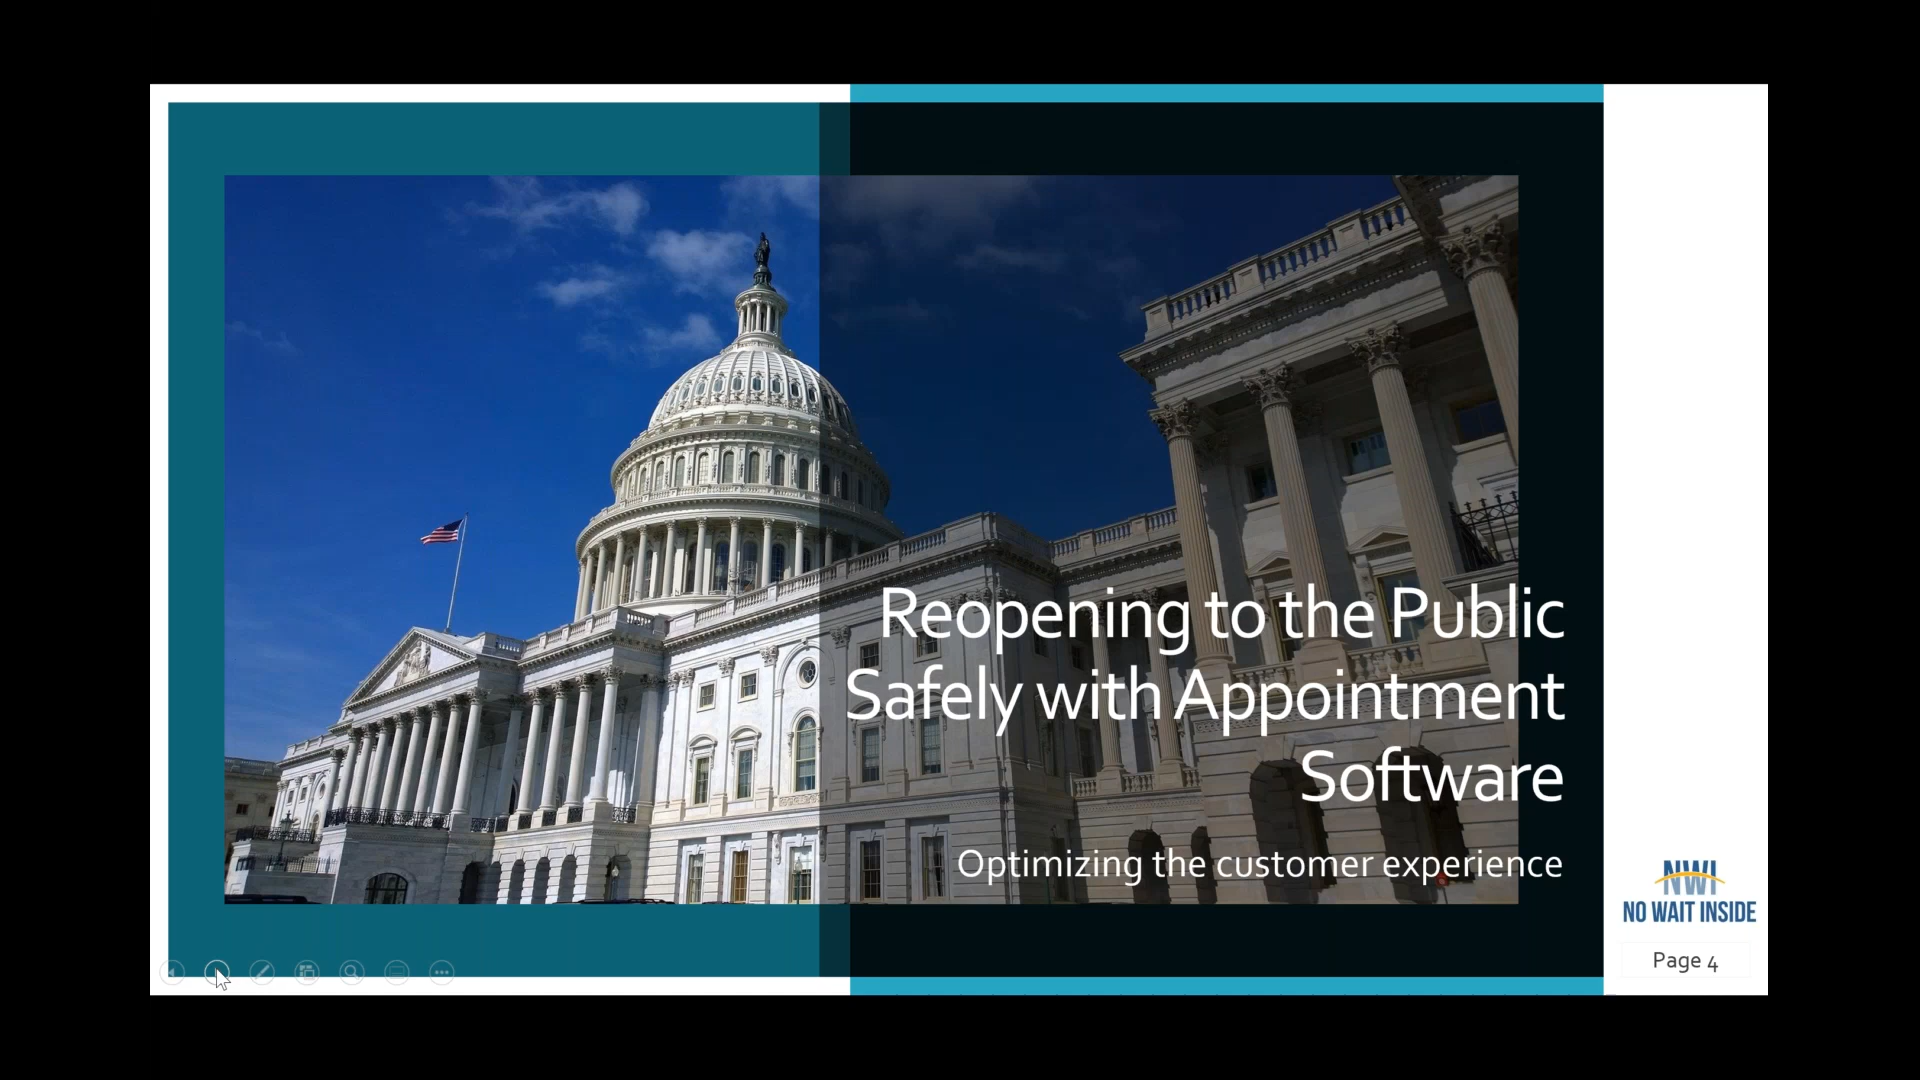 Reopening to the Public
Safely with Appointment
Software
Optimizing the customer experience
NWI
NO WAIT INSIDE
Page 4